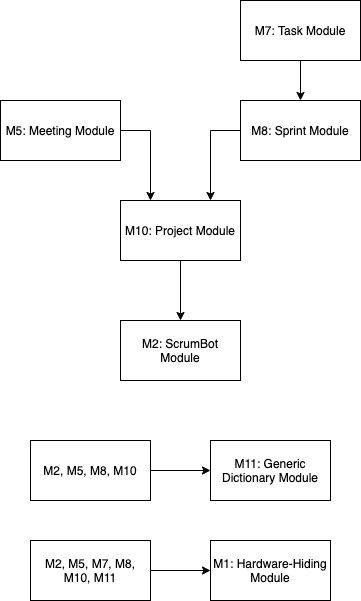 M7: Task Module
M5: Meeting Module
M8: Sprint Module
M10: Project Module
M2: ScrumBot
Module
M2, M5, M8, M10
M11: Generic
Dictionary Module
M2, M5, M7, M8,
M10, M11
M1: Hardware-Hiding
Module